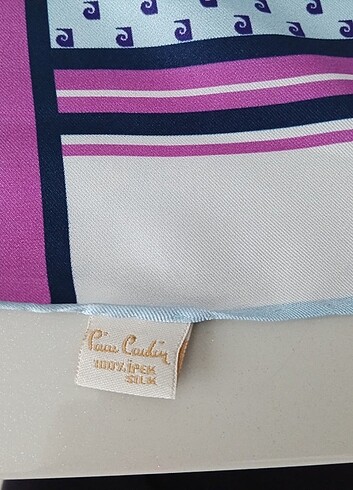 Pierre Cardin
100% İPEK
SILK